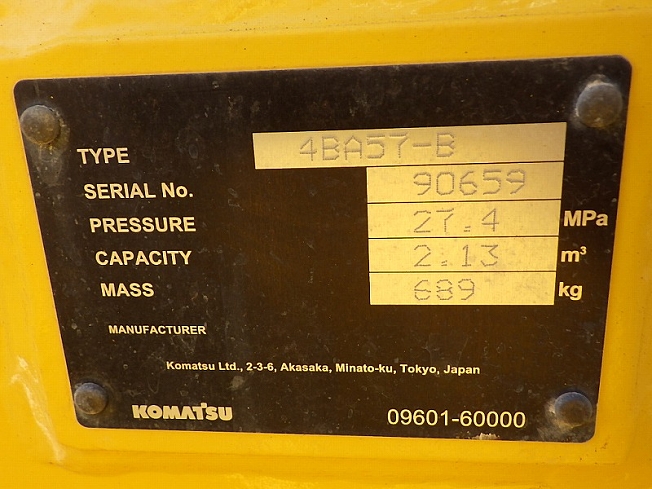 TYPE 4BA57-B
SERIAL No. 90659
PRESSURE 27.4 MPa
CAPACITY 2.13 m³
MASS 689 kg
MANUFACTURER
Komatsu Ltd., 2-3-6, Akasaka, Minato-ku, Tokyo, Japan
KOMATSU 09601-60000